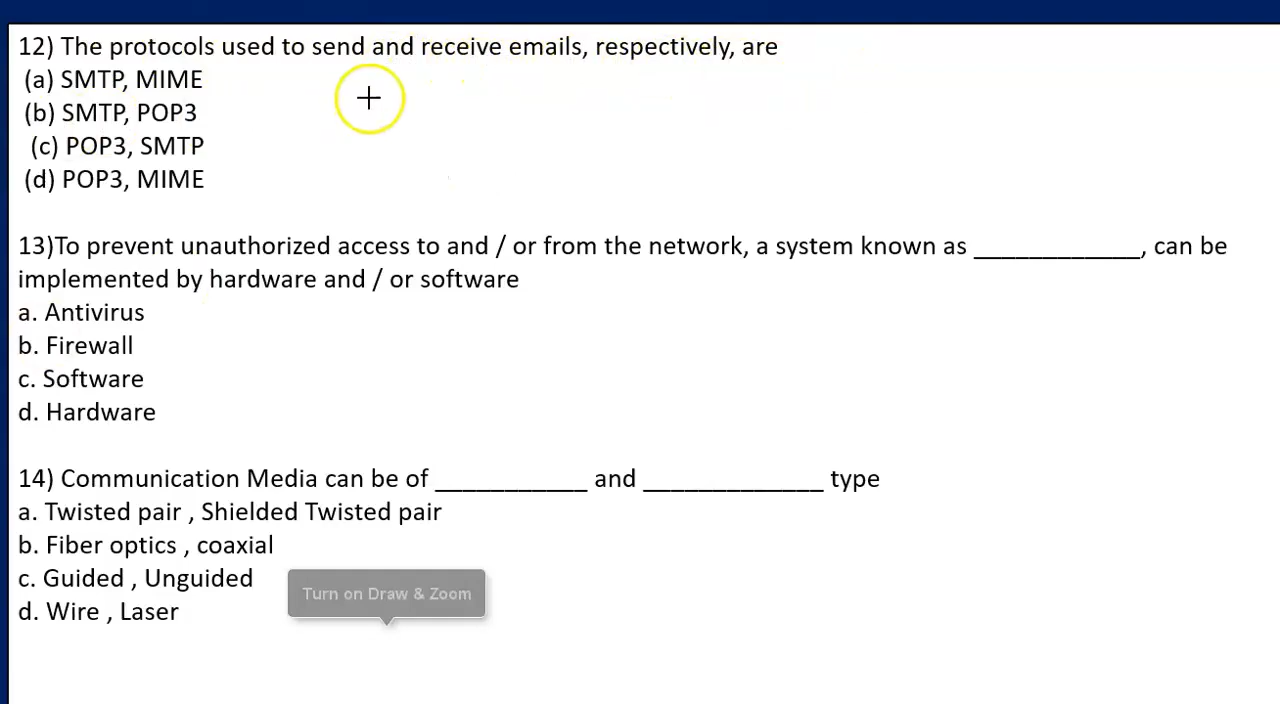 12) The protocols used to send and receive emails, respectively, are
(a) SMTP, MIME
(b) SMTP, POP3
(c) POP3, SMTP
(d) POP3, MIME
13)To prevent unauthorized access to and / or from the network, a system known as ____________, can be
implemented by hardware and / or software
a. Antivirus
b. Firewall
c. Software
d. Hardware
14) Communication Media can be of ___________ and _____________ type
a. Twisted pair , Shielded Twisted pair
b. Fiber optics , coaxial
c. Guided , Unguided
Turn on Draw & Zoom
d. Wire , Laser